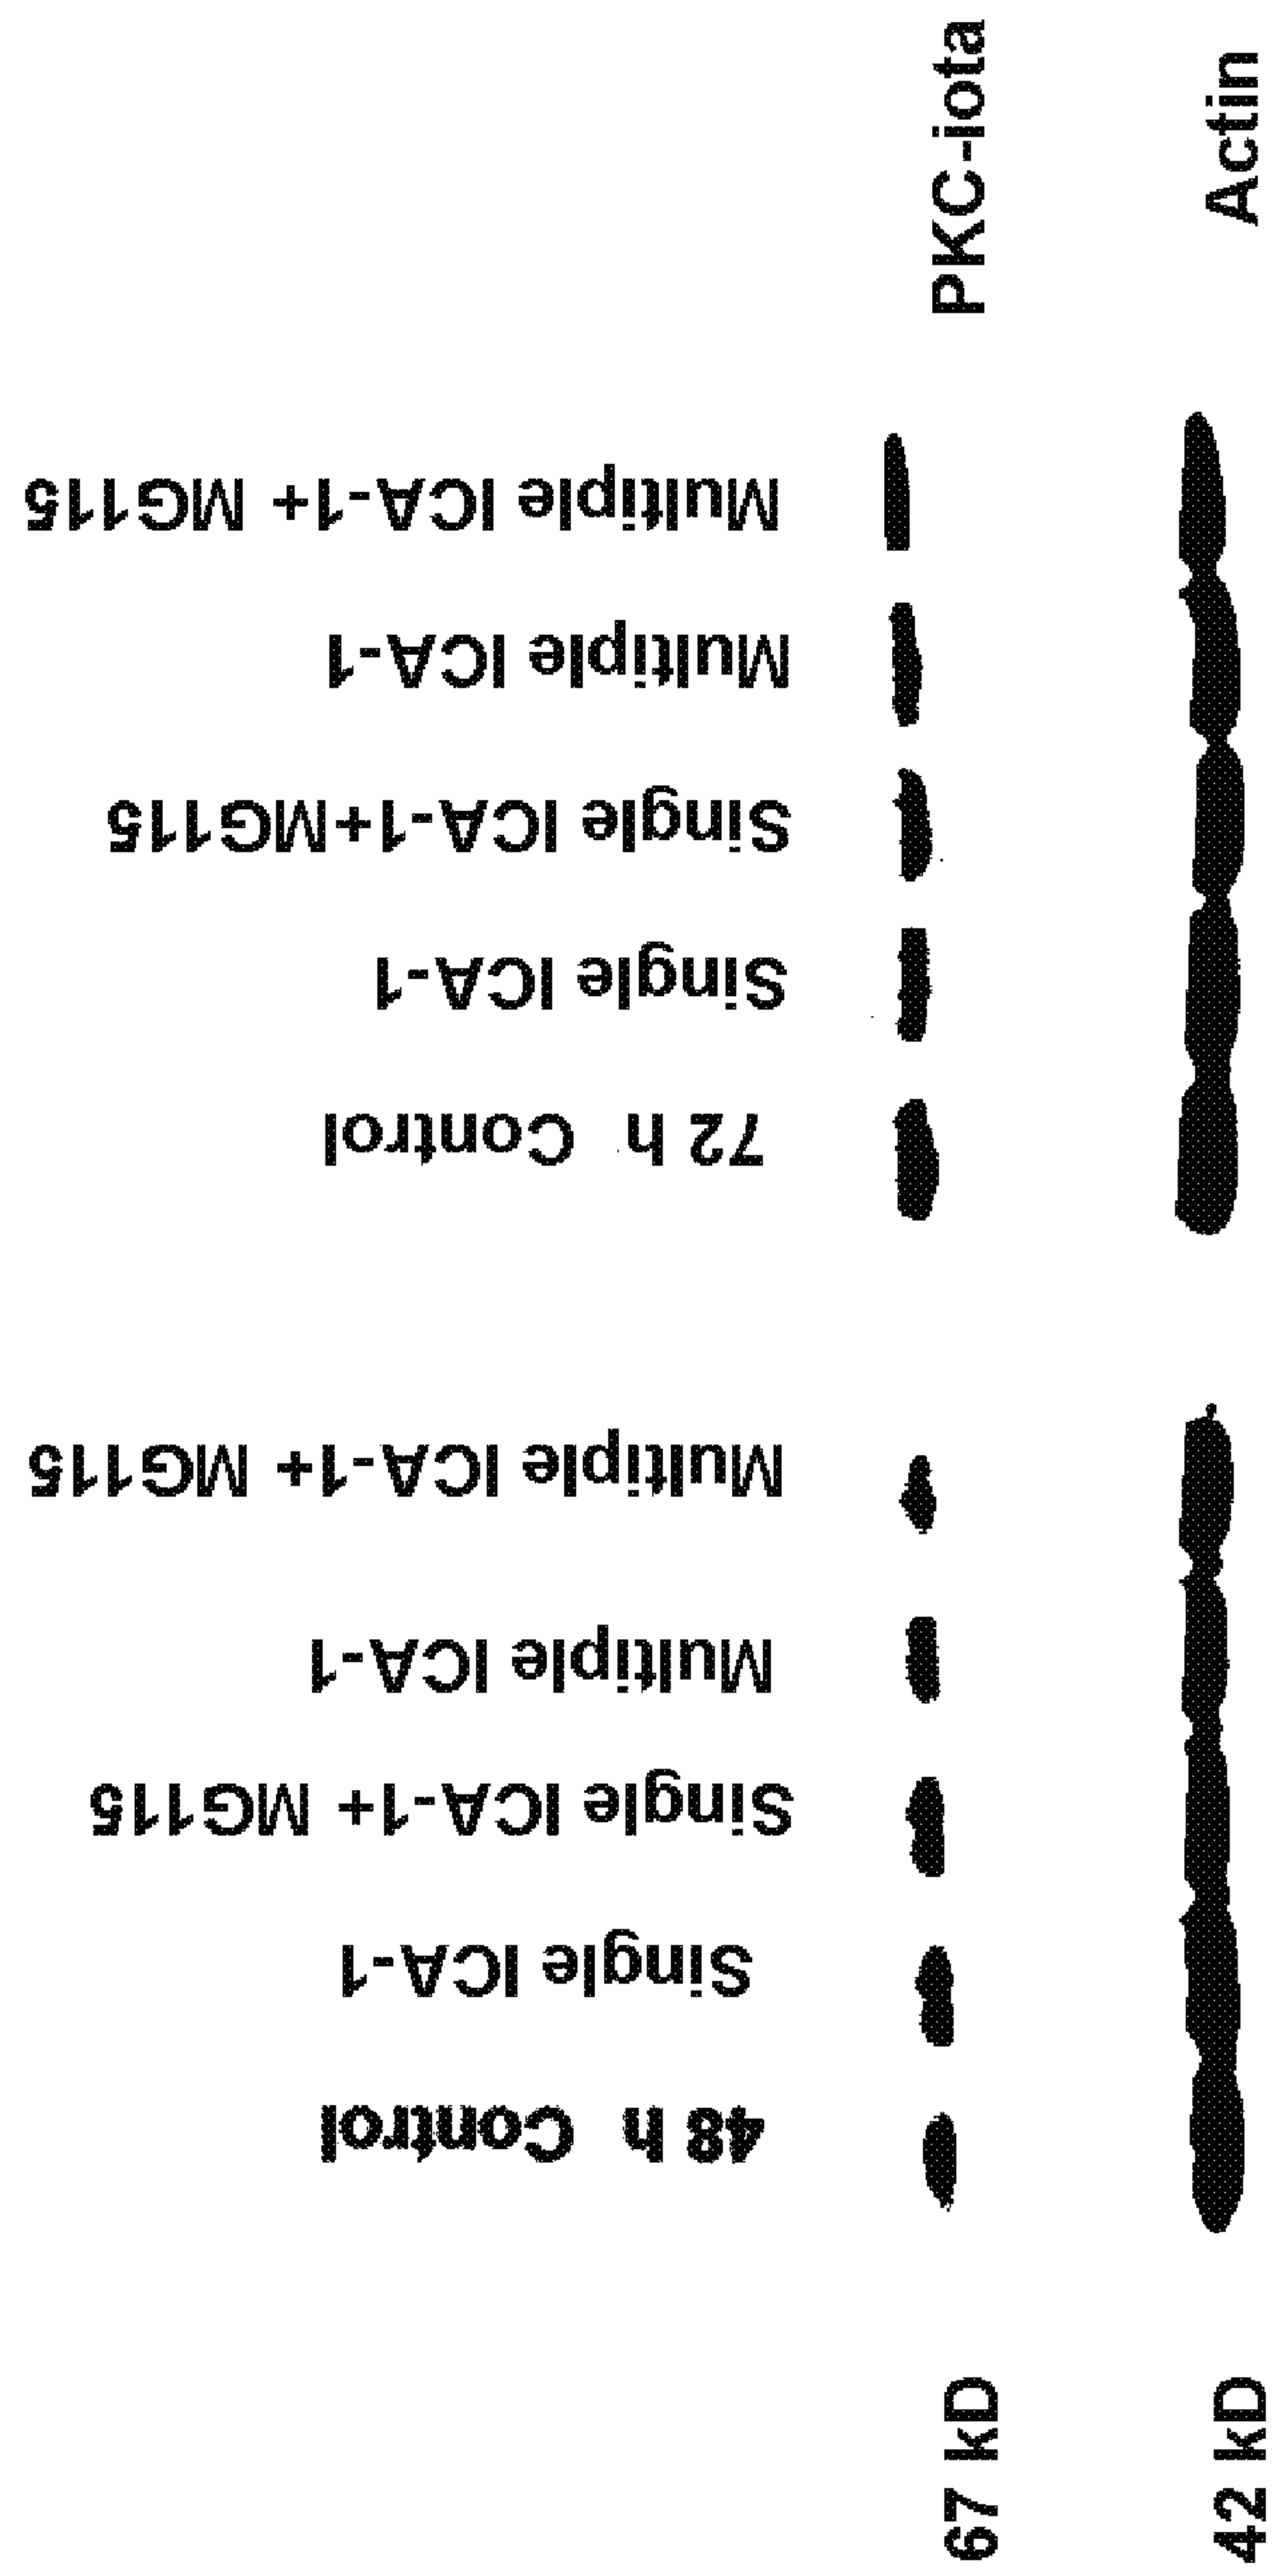 48 h Control
Single ICA-1
Single ICA-1+ MG115
Multiple ICA-1
Multiple ICA-1+ MG115
72 h Control
Single ICA-1
Single ICA-1+MG115
Multiple ICA-1
Multiple ICA-1+ MG115
67 kD
PKC-iota
42 kD
Actin